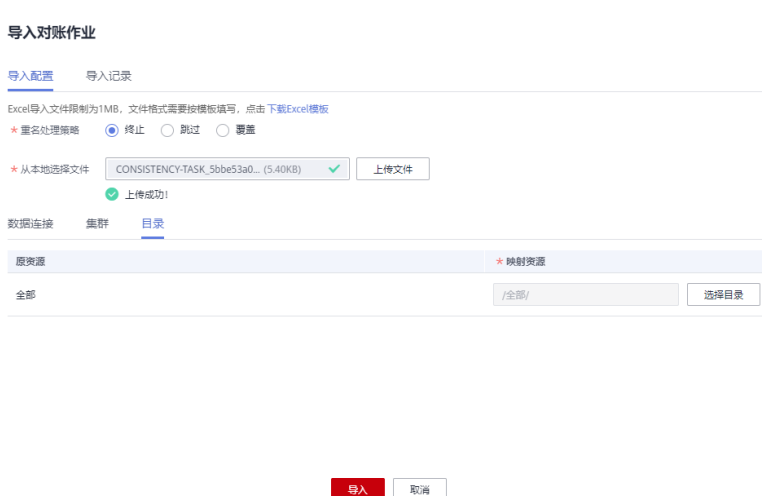 导入对账作业
导入配置 导入记录
Excel导入文件限制为1MB，文件格式需要按模板填写，点击 下载Excel模板
* 重名处理策略 终止 跳过 覆盖
* 从本地选择文件 CONSISTENCY-TASK_5bbe53a0... (5.40KB) 上传文件
上传成功!
数据连接 集群 目录
原资源 * 映射资源
全部 /全部/ 选择目录
导入 取消